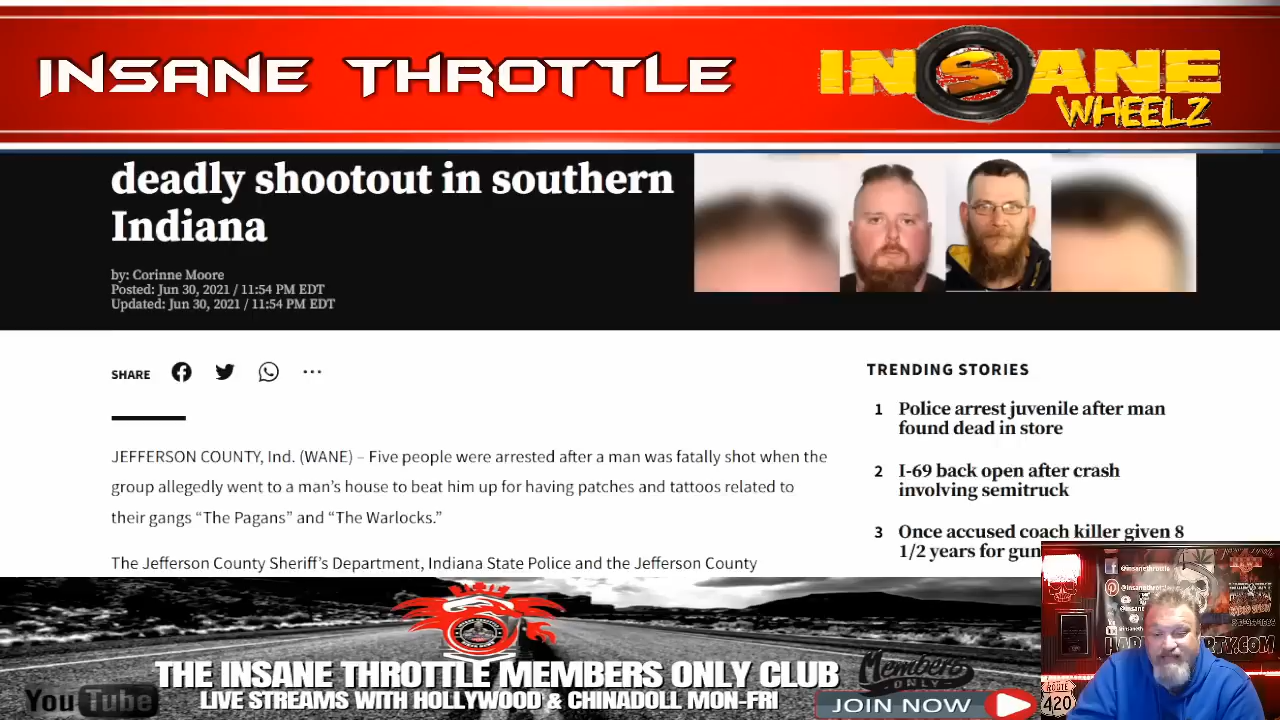 INSANE THROTTLE
INSANE
WHEELZ
deadly shootout in southern
Indiana
by: Corinne Moore
Posted: Jun 30, 2021 / 11:54 PM EDT
Updated: Jun 30, 2021 / 11:54 PM EDT
SHARE
JEFFERSON COUNTY, Ind. (WANE) – Five people were arrested after a man was fatally shot when the
group allegedly went to a man’s house to beat him up for having patches and tattoos related to
their gangs “The Pagans” and “The Warlocks.”
The Jefferson County Sheriff’s Department, Indiana State Police and the Jefferson County
TRENDING STORIES
1 Police arrest juvenile after man
found dead in store
2 I-69 back open after crash
involving semitruck
3 Once accused coach killer given 8
1/2 years for gun
THE INSANE THROTTLE MEMBERS ONLY CLUB
LIVE STREAMS WITH HOLLYWOOD & CHINADOLL MON-FRI
YouTube
Members
ONLY
JOIN NOW
@insanethrottle
ROUTE
420